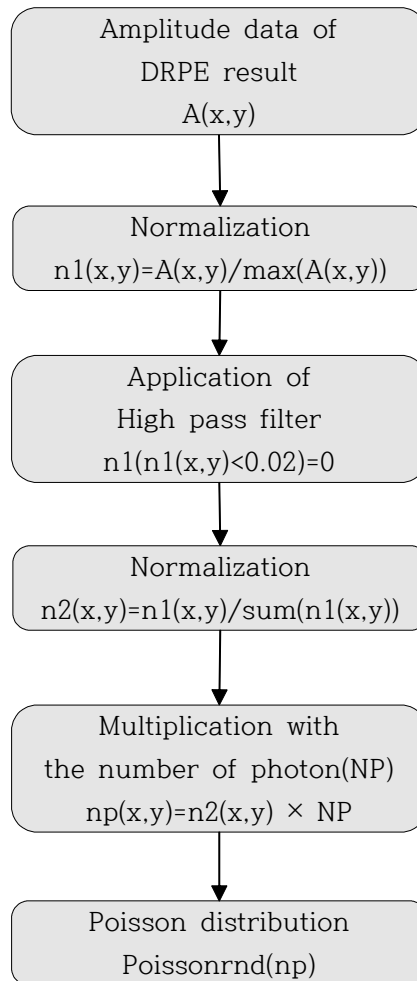 Amplitude data of
DRPE result
A(x,y)
Normalization
n1(x,y)=A(x,y)/max(A(x,y))
Application of
High pass filter
n1(n1(x,y)<0.02)=0
Normalization
n2(x,y)=n1(x,y)/sum(n1(x,y))
Multiplication with
the number of photon(NP)
np(x,y)=n2(x,y) × NP
Poisson distribution
Poissonrnd(np)